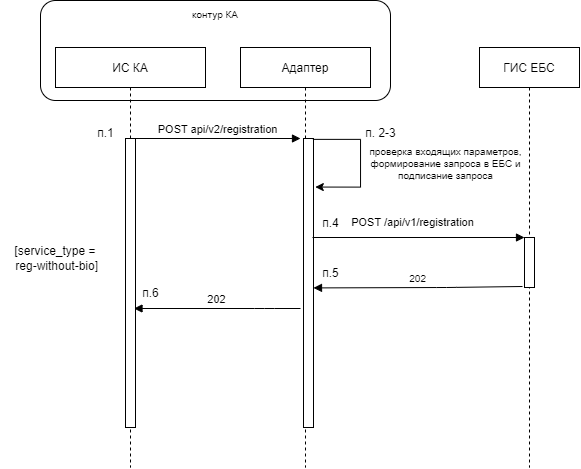 контур КА
ИС КА
Адаптер
ГИС ЕБС
п.1
POST api/v2/registration
п. 2-3
проверка входящих параметров,
формирование запроса в ЕБС и
подписание запроса
п.4
POST /api/v1/registration
[service_type =
reg-without-bio]
п.5
202
п.6
202